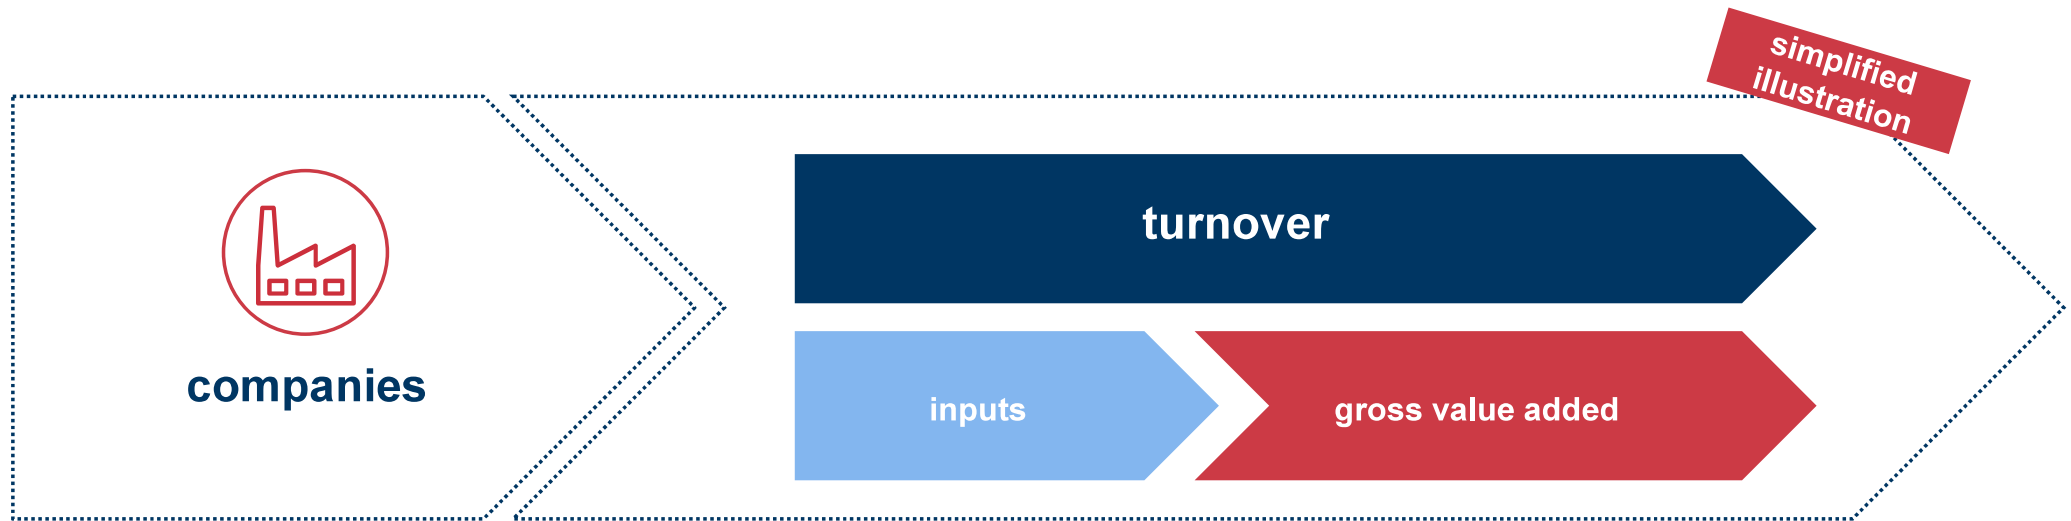 simplified
illustration
turnover
companies
inputs
gross value added